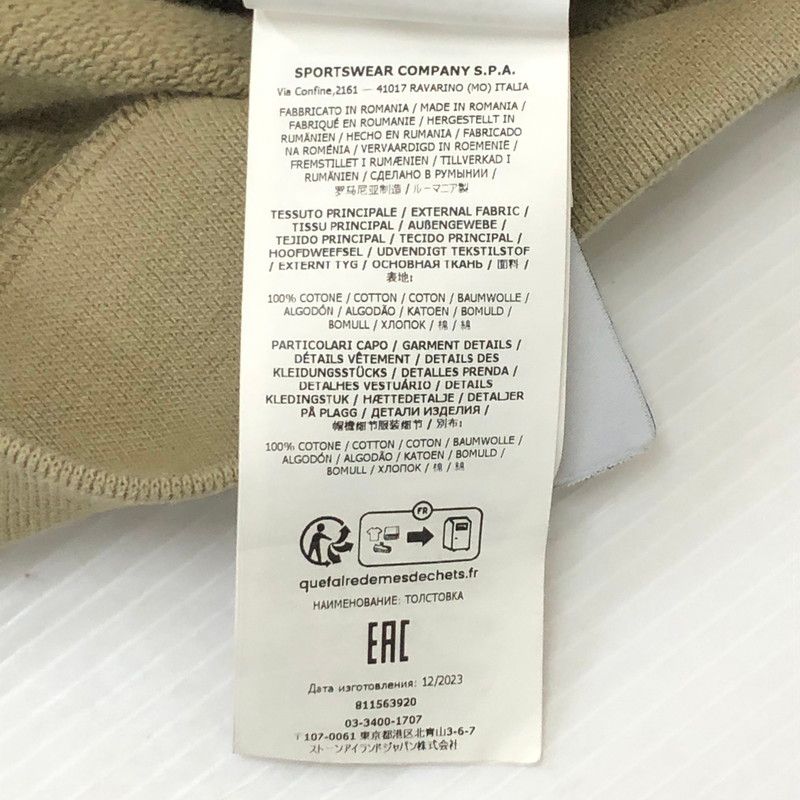 SPORTSWEAR COMPANY S.P.A.
Via Confine,2161 — 41017 RAVARINO (MO) ITALIA
FABBRICATO IN ROMANIA / MADE IN ROMANIA /
FABRIQUÉ EN ROUMANIE / HERGESTELLT IN
RUMÄNIEN / HECHO EN RUMANIA / FABRICADO
NA ROMÉNIA / VERVAARDIGD IN ROEMENIE /
FREMSTILLET I RUMÆNIEN / TILLVERKAD I
RUMÄNIEN / СДЕЛАНО В РУМЫНИИ /
罗马尼亚制造 / ルーマニア製
TESSUTO PRINCIPALE / EXTERNAL FABRIC /
TISSU PRINCIPAL / AUßENGEWEBE /
TEJIDO PRINCIPAL / TECIDO PRINCIPAL /
HOOFDWEEFSEL / UDVENDIGT TEKSTILSTOF
/ EXTERNT TYG / ОСНОВНАЯ ТКАНЬ / 面料 /
表地:
100% COTONE / COTTON / COTON / BAUMWOLLE /
ALGODÓN / ALGODÃO / KATOEN / BOMULD /
BOMULL / ХЛОПОК / 棉 / 綿
PARTICOLARI CAPO / GARMENT DETAILS /
DÉTAILS VÊTEMENT / DETAILS DES
KLEIDUNGSSTÜCKS / DETALLES PRENDA /
DETALHES VESTUÁRIO / DETAILS
KLEDINGSTUK / HÆTTEDETALJE / DETALJER
PÅ PLAGG / ДЕТАЛИ ИЗДЕЛИЯ /
帽檐细节服装细节 / 別布:
100% COTONE / COTTON / COTON / BAUMWOLLE /
ALGODÓN / ALGODÃO / KATOEN / BOMULD /
BOMULL / ХЛОПОК / 棉 / 綿
FR
quefairedemesdechets.fr
НАИМЕНОВАНИЕ: ТОЛСТОВКА
EAC
Дата изготовления: 12/2023
811563920
03-3400-1707
〒107-0061 東京都港区北青山3-6-7
ストーンアイランドジャパン株式会社